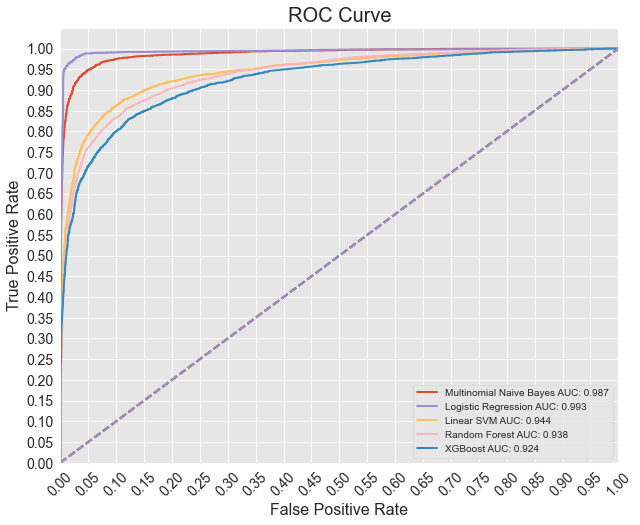 ROC Curve
True Positive Rate
1.00
0.95
0.90
0.85
0.80
0.75
0.70
0.65
0.60
0.55
0.50
0.45
0.40
0.35
0.30
0.25
0.20
0.15
0.10
0.05
0.00
Multinomial Naive Bayes AUC: 0.987
Logistic Regression AUC: 0.993
Linear SVM AUC: 0.944
Random Forest AUC: 0.938
XGBoost AUC: 0.924
0.00 0.05 0.10 0.15 0.20 0.25 0.30 0.35 0.40 0.45 0.50 0.55 0.60 0.65 0.70 0.75 0.80 0.85 0.90 0.95 1.00
False Positive Rate